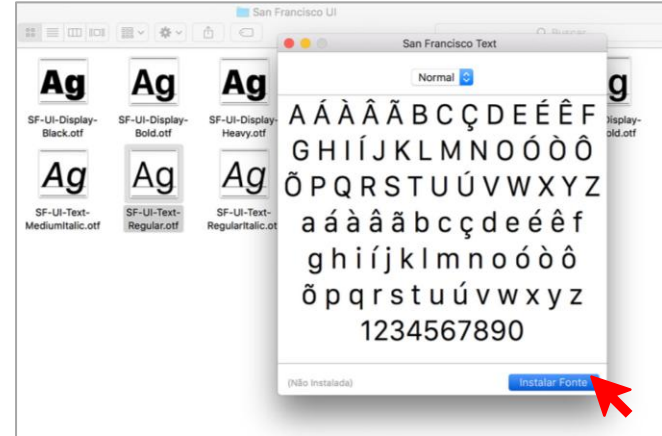 San Francisco UI
Buscar
San Francisco Text
Normal
Ag
Ag
Ag
g
SF-UI-Display-
Black.otf
SF-UI-Display-
Bold.otf
SF-UI-Display-
Heavy.otf
Display-
old.otf
Ag
Ag
Ag
SF-UI-Text-
MediumItalic.otf
SF-UI-Text-
Regular.otf
SF-UI-Text-
RegularItalic.ot
A Á À Â Ã B C Ç D E É Ê F
G H I Í J K L M N O Ó Ò Ô
Õ P Q R S T U Ú V W X Y Z
a á à â ã b c ç d e é ê f
g h i í j k l m n o ó ò ô
õ p q r s t u ú v w x y z
1234567890
(Não Instalada)
Instalar Fonte